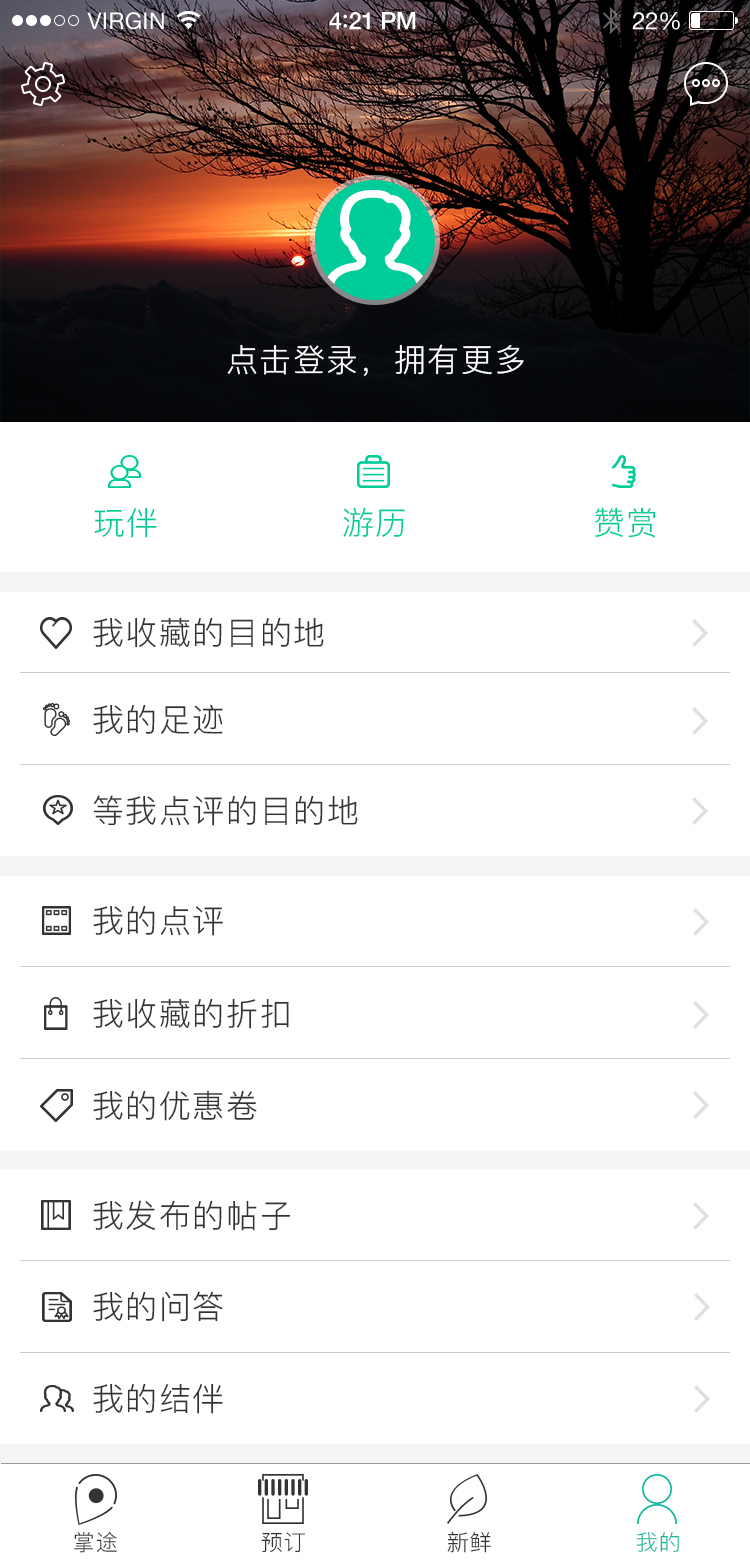 VIRGIN 4:21 PM 22%
点击登录，拥有更多
玩伴 游历 赞赏
我收藏的目的地
我的足迹
等我点评的目的地
我的点评
我收藏的折扣
我的优惠卷
我发布的帖子
我的问答
我的结伴
掌途 预订 新鲜 我的